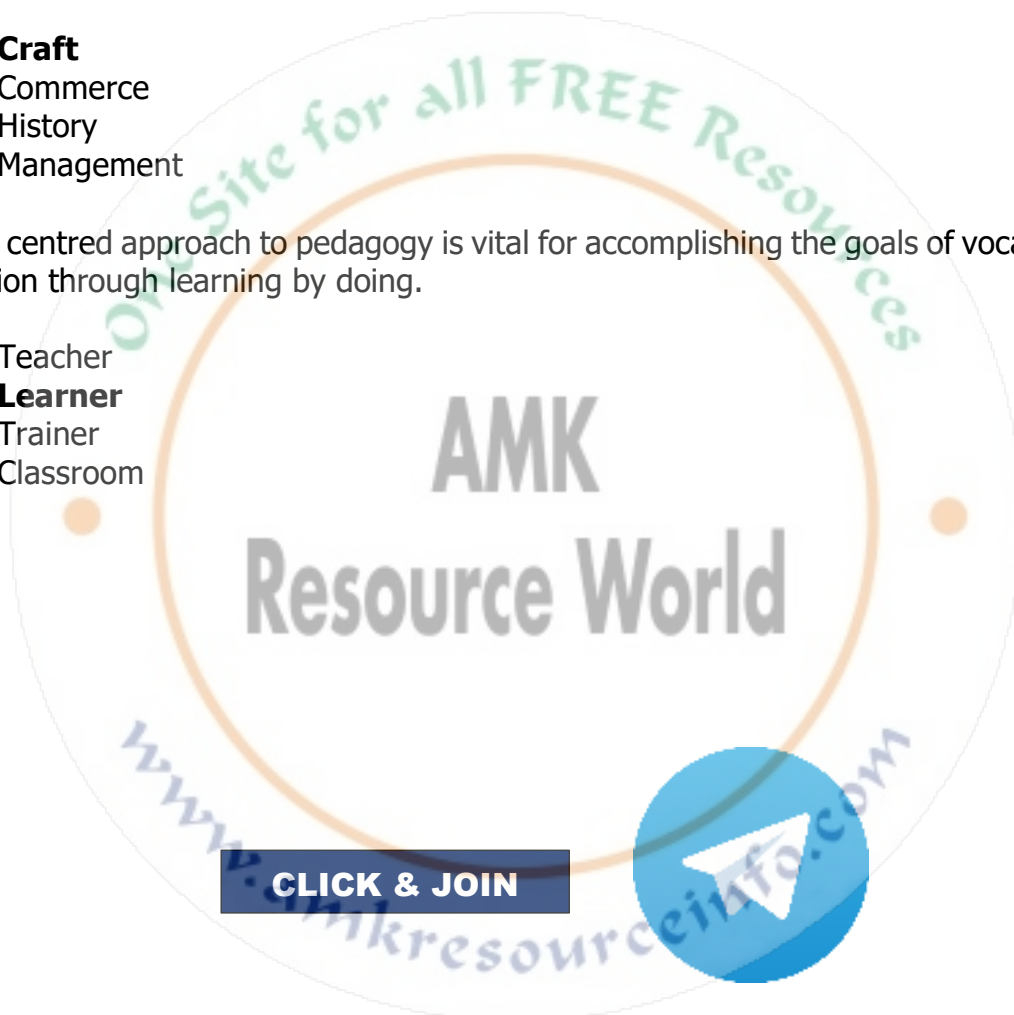 Craft
Commerce
History
Management
centred approach to pedagogy is vital for accomplishing the goals of voca
ion through learning by doing.
Teacher
Learner
Trainer
Classroom
One Site for all FREE Resources
AMK
Resource World
CLICK & JOIN
www.amkresourceinfo.com